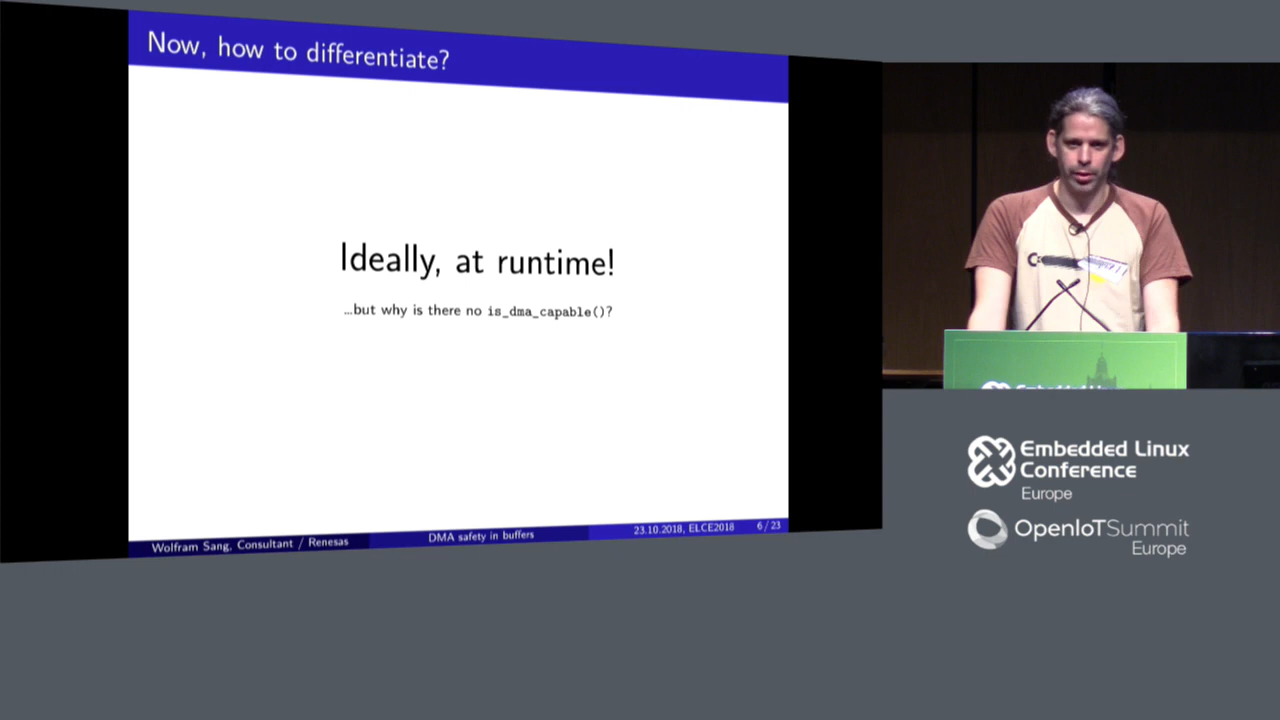 Now, how to differentiate?
Ideally, at runtime!
...but why is there no is_dma_capable()?
Wolfram Sang, Consultant / Renesas
DMA safety in buffers
23.10.2018, ELCE2018
6 / 23
Embedded Linux
Conference
Europe
OpenIoTSummit
Europe